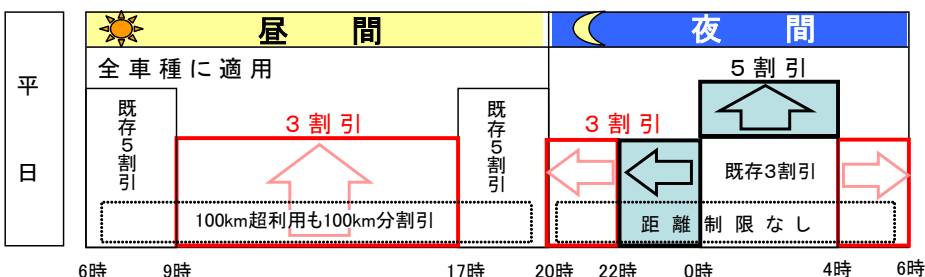 昼間
夜間
平日
全車種に適用
5割引
既存5割引
3割引
既存5割引
3割引
既存3割引
100km超利用も100km分割引
距離制限なし
6時
9時
17時
20時
22時
0時
4時
6時